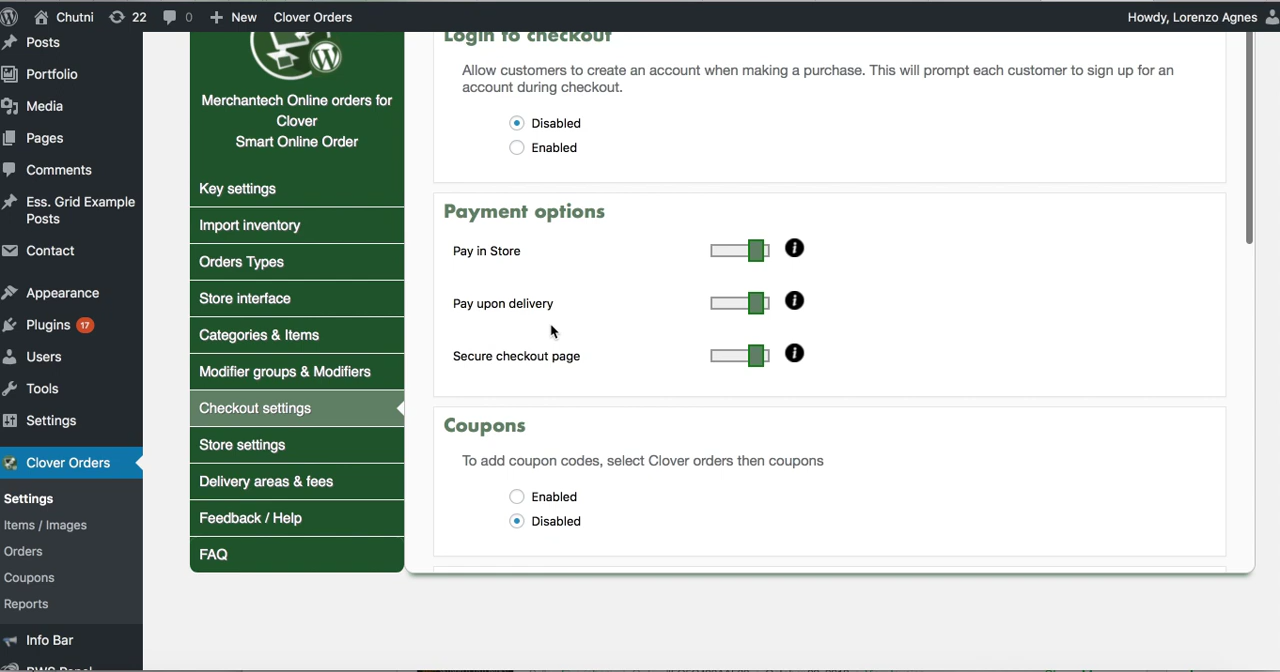 Chutni 22 0 New Clover Orders Howdy, Lorenzo Agnes
Posts
Portfolio
Media
Pages
Comments
Ess. Grid Example
Posts
Contact
Appearance
Plugins 17
Users
Tools
Settings
Clover Orders
Settings
Items / Images
Orders
Coupons
Reports
Info Bar
Merchantech Online orders for
Clover
Smart Online Order
Key settings
Import inventory
Orders Types
Store interface
Categories & Items
Modifier groups & Modifiers
Checkout settings
Store settings
Delivery areas & fees
Feedback / Help
FAQ
Login to checkout
Allow customers to create an account when making a purchase. This will prompt each customer to sign up for an
account during checkout.
Disabled
Enabled
Payment options
Pay in Store
Pay upon delivery
Secure checkout page
Coupons
To add coupon codes, select Clover orders then coupons
Enabled
Disabled